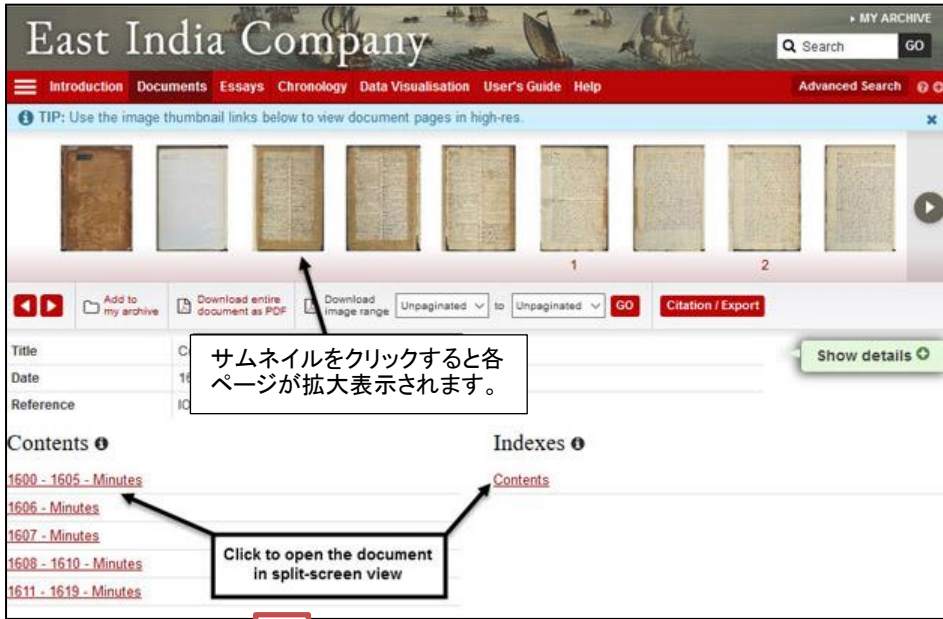 East India Company
MY ARCHIVE
Search GO
Introduction Documents Essays Chronology Data Visualisation User's Guide Help Advanced Search
TIP: Use the image thumbnail links below to view document pages in high-res.
1 2
Add to
my archive
Download entire
document as PDF
Download
image range
Unpaginated to Unpaginated GO
Citation / Export
Title C
サムネイルをクリックすると各
ページが拡大表示されます。
Show details
Date 16
Reference IO
Contents
Indexes
1600 - 1605 - Minutes
Contents
1606 - Minutes
1607 - Minutes
1608 - 1610 - Minutes
1611 - 1619 - Minutes
Click to open the document
in split-screen view